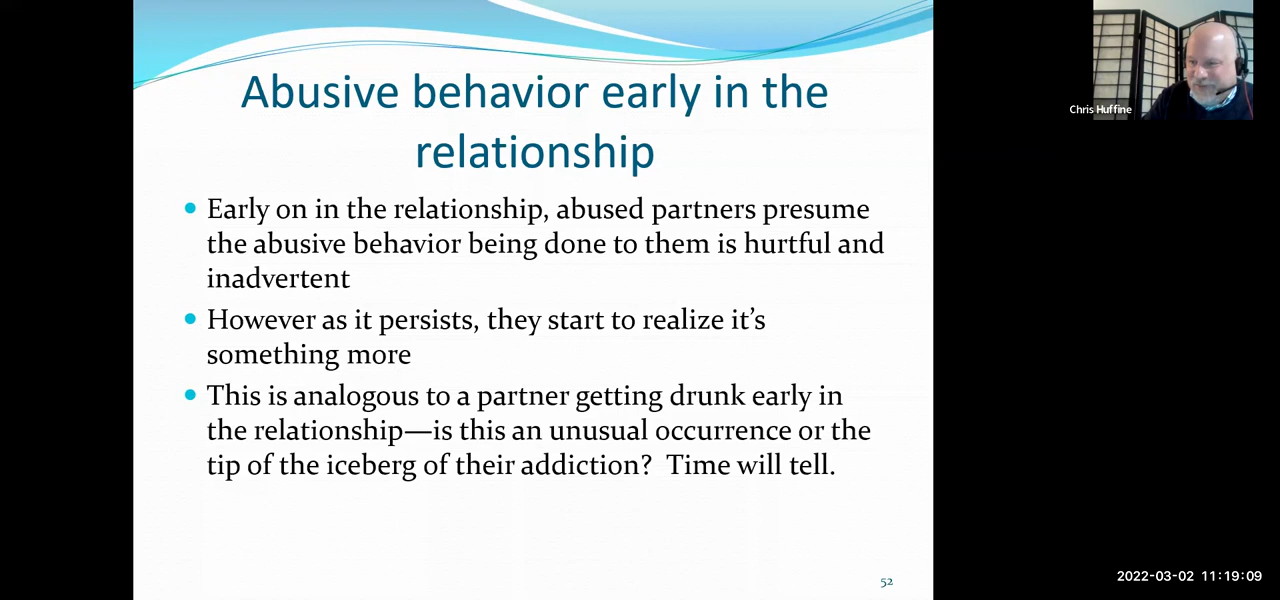 Abusive behavior early in the
relationship
Chris Huffine
• Early on in the relationship, abused partners presume
the abusive behavior being done to them is hurtful and
inadvertent
• However as it persists, they start to realize it’s
something more
• This is analogous to a partner getting drunk early in
the relationship—is this an unusual occurrence or the
tip of the iceberg of their addiction?  Time will tell.
52
2022-03-02 11:19:09